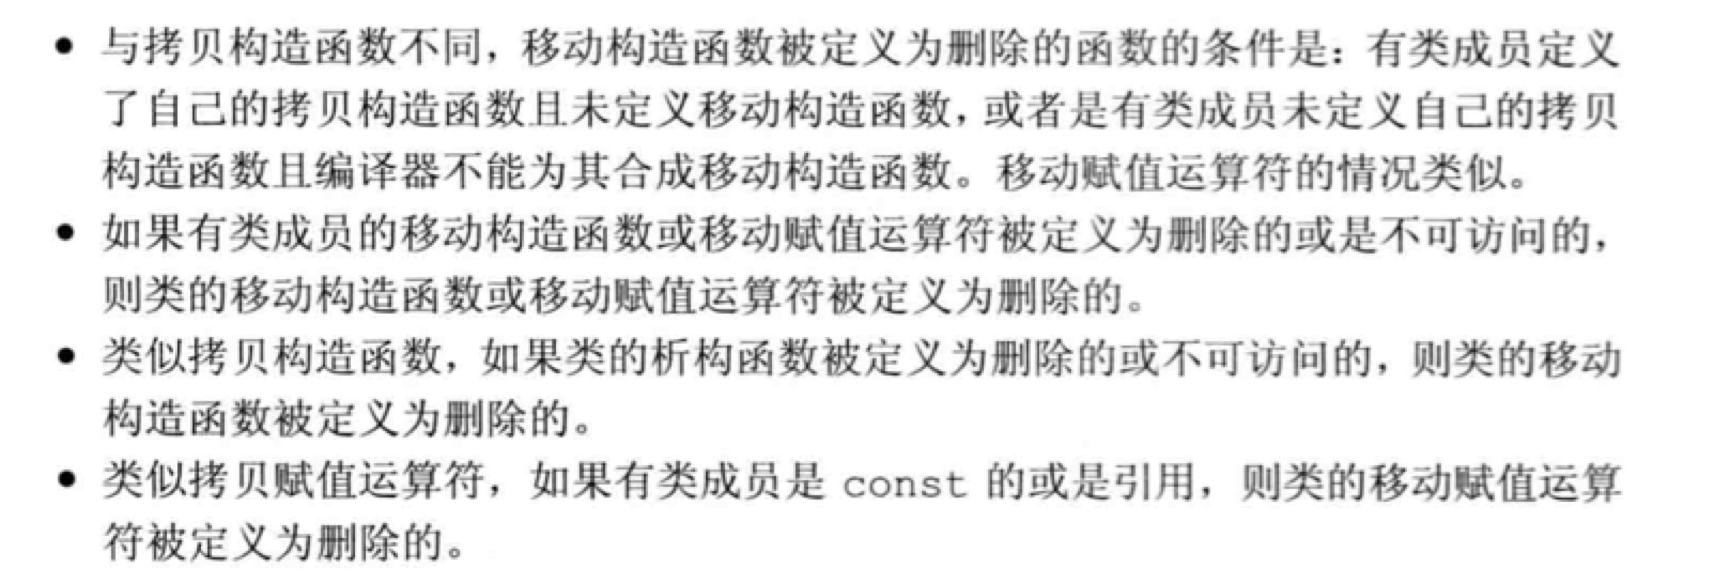 • 与拷贝构造函数不同，移动构造函数被定义为删除的函数的条件是：有类成员定义
了自己的拷贝构造函数且未定义移动构造函数，或者是有类成员未定义自己的拷贝
构造函数且编译器不能为其合成移动构造函数。移动赋值运算符的情况类似。
• 如果有类成员的移动构造函数或移动赋值运算符被定义为删除的或是不可访问的，
则类的移动构造函数或移动赋值运算符被定义为删除的。
• 类似拷贝构造函数，如果类的析构函数被定义为删除的或不可访问的，则类的移动
构造函数被定义为删除的。
• 类似拷贝赋值运算符，如果有类成员是 const 的或是引用，则类的移动赋值运算
符被定义为删除的。